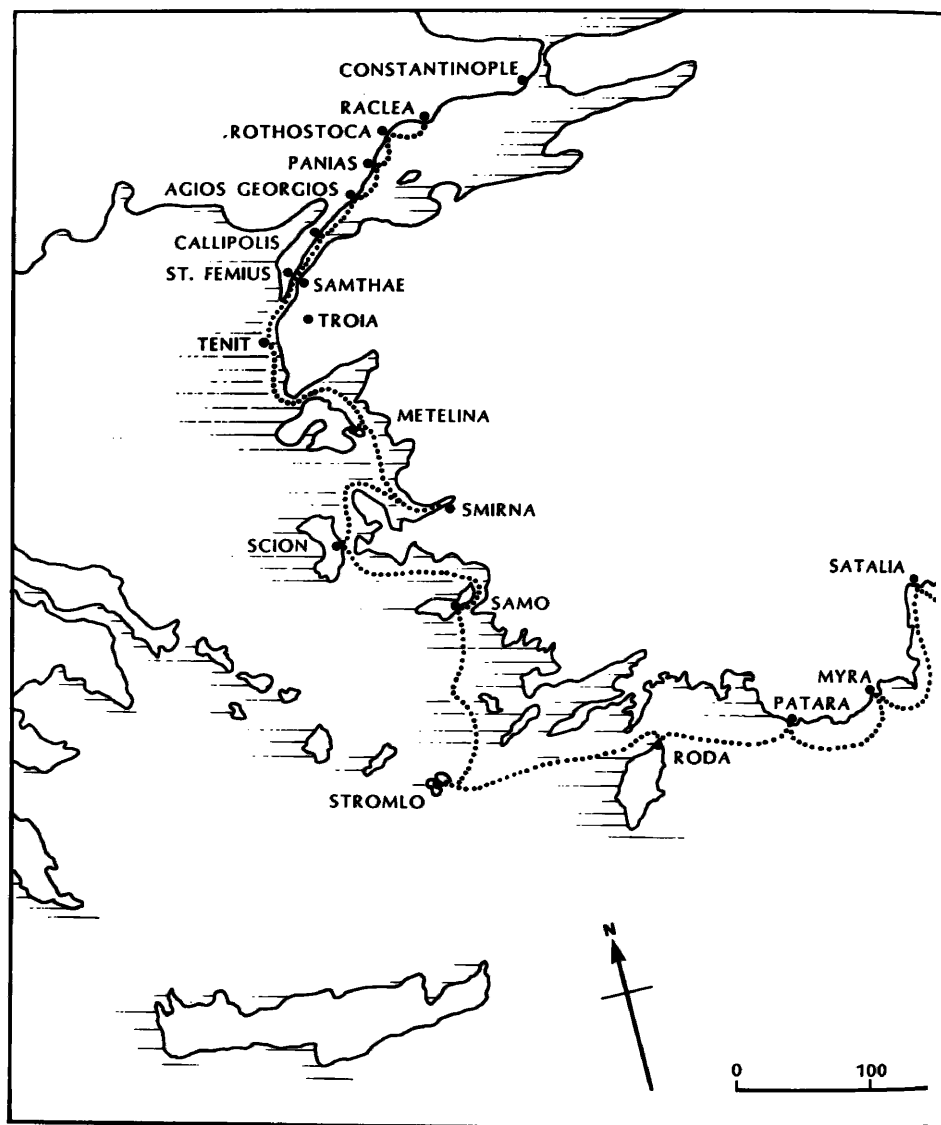 CONSTANTINOPLE
RACLEA
ROTHOSTOCA
PANIAS
AGIOS GEORGIOS
CALLIPOLIS
ST. FEMIUS
SAMTHAE
TROIA
TENIT
METELINA
SMIRNA
SCION
SATALIA
SAMO
MYRA
PATARA
RODA
STROMLO
N
0 100